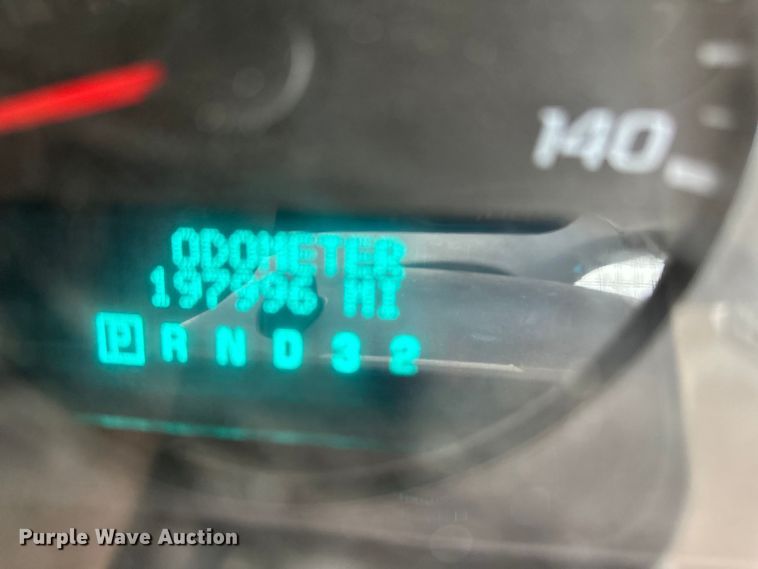 140
ODOMETER
197996 MI
P R N D 3 2
Purple Wave Auction